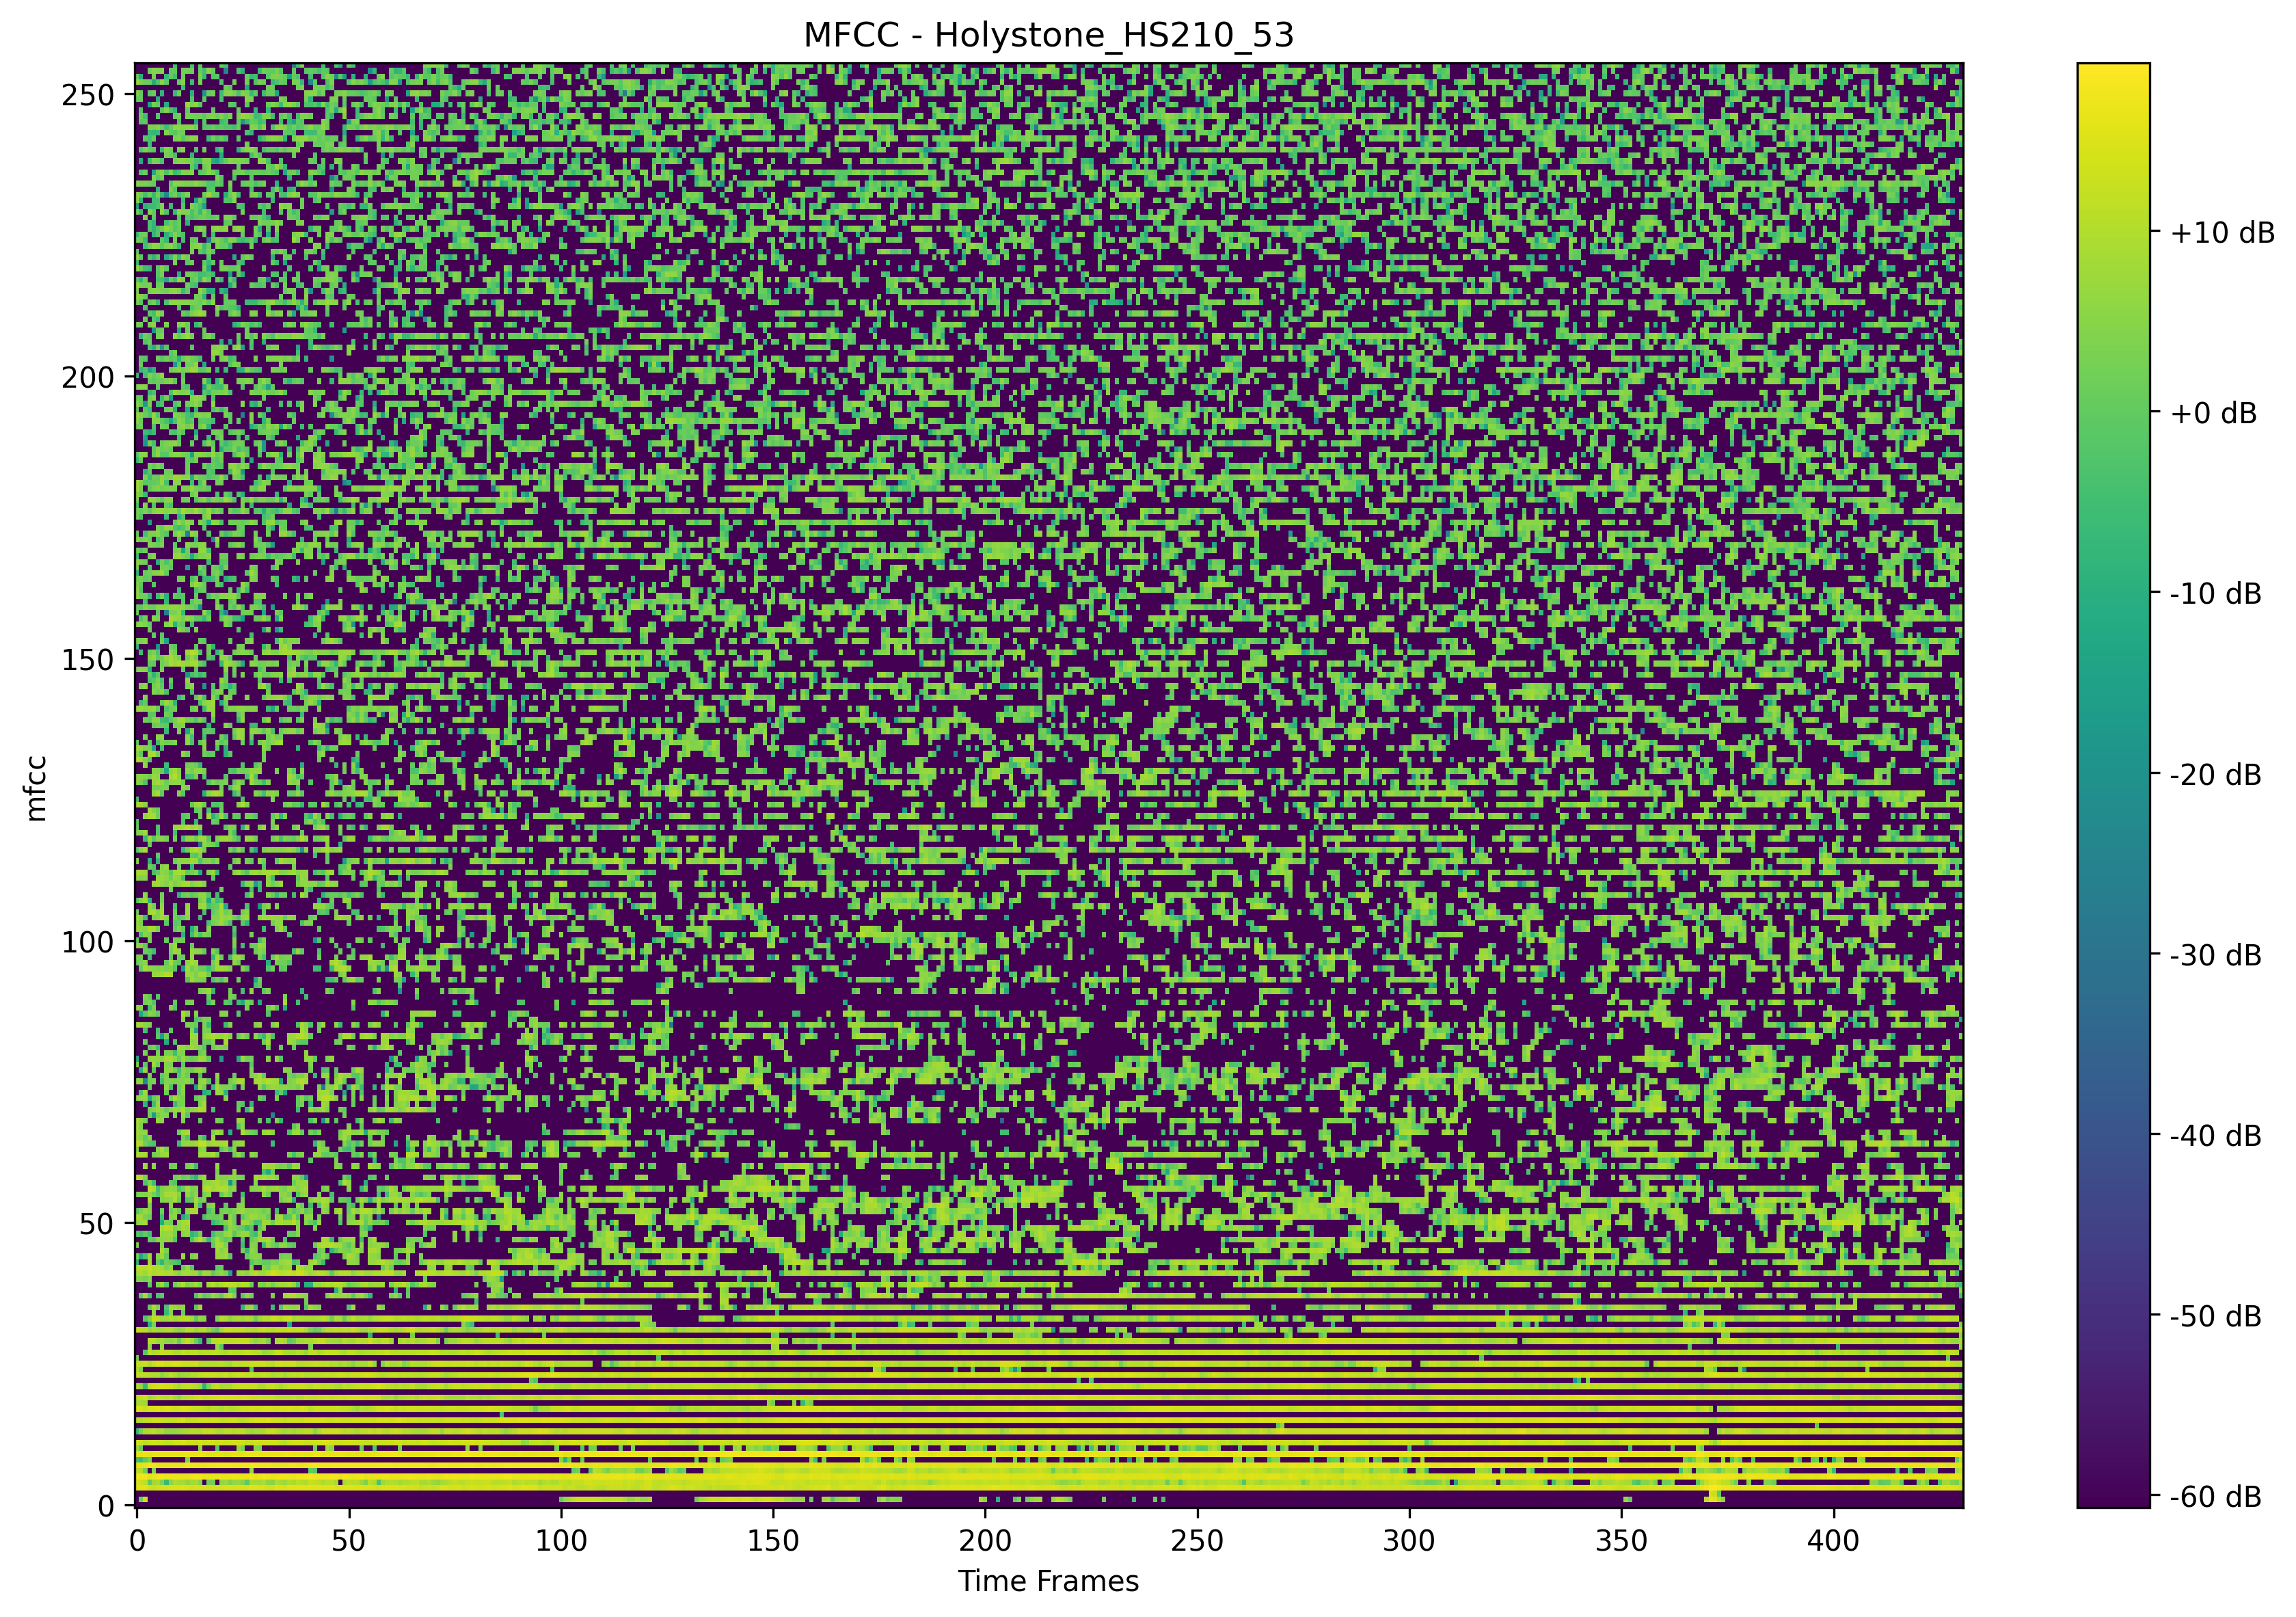 MFCC - Holystone_HS210_53
mfcc
250
200
150
100
50
0
0 50 100 150 200 250 300 350 400
Time Frames
+10 dB
+0 dB
-10 dB
-20 dB
-30 dB
-40 dB
-50 dB
-60 dB